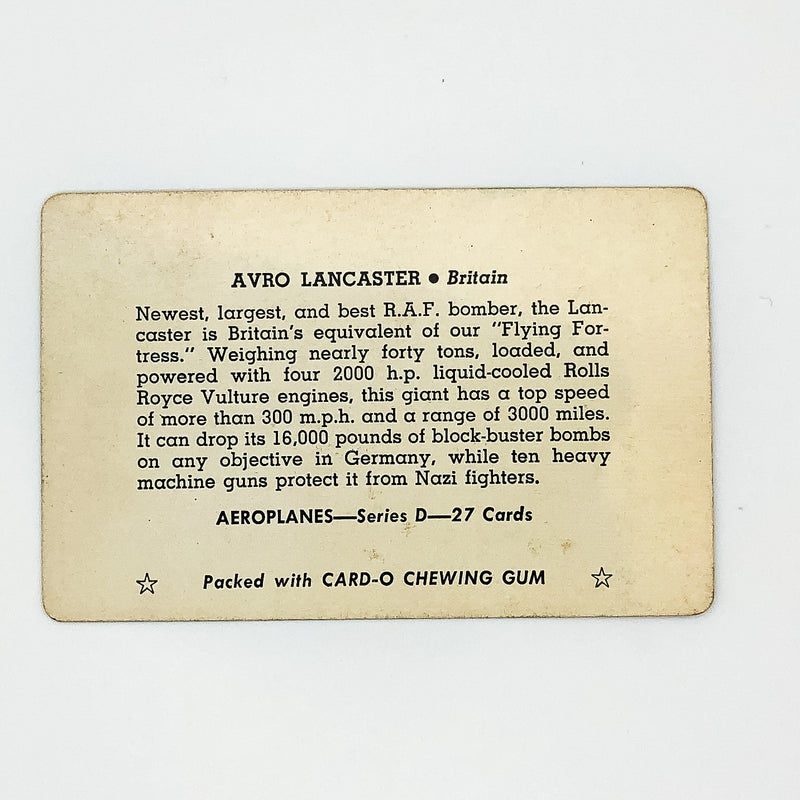 AVRO LANCASTER ● Britain
Newest, largest, and best R.A.F. bomber, the Lan-
caster is Britain's equivalent of our "Flying For-
tress." Weighing nearly forty tons, loaded, and
powered with four 2000 h.p. liquid-cooled Rolls
Royce Vulture engines, this giant has a top speed
of more than 300 m.p.h. and a range of 3000 miles.
It can drop its 16,000 pounds of block-buster bombs
on any objective in Germany, while ten heavy
machine guns protect it from Nazi fighters.
AEROPLANES—Series D—27 Cards
☆ Packed with CARD-O CHEWING GUM ☆